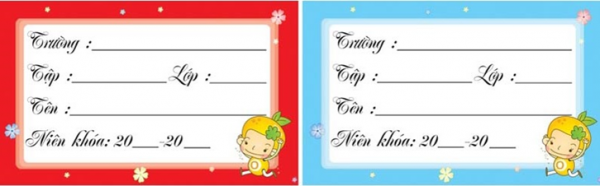 Trường :
Tập : Lớp :
Tên :
Niên khóa: 20 -20
Trường :
Tập : Lớp :
Tên :
Niên khóa: 20 -20